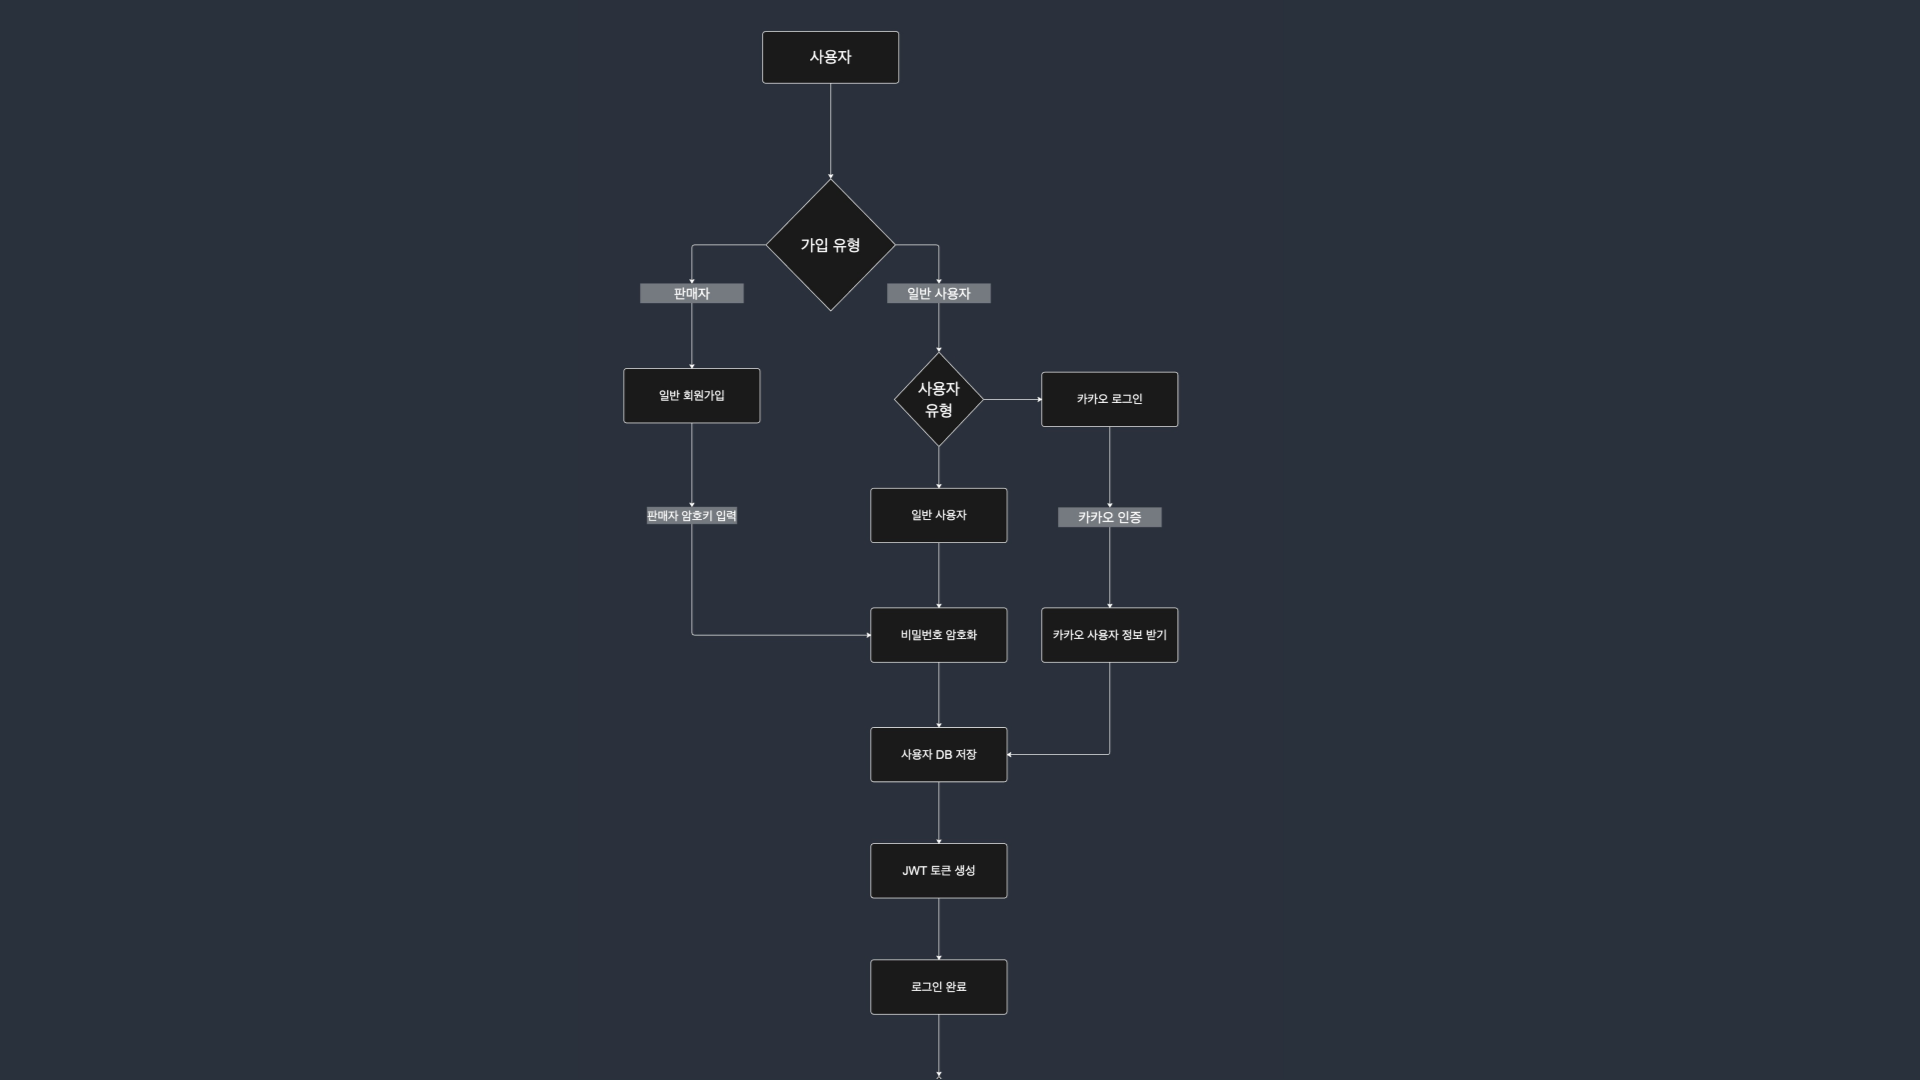 사용자
가입 유형
판매자
일반 사용자
일반 회원가입
사용자
유형
카카오 로그인
판매자 암호키 입력
일반 사용자
카카오 인증
비밀번호 암호화
카카오 사용자 정보 받기
사용자 DB 저장
JWT 토큰 생성
로그인 완료